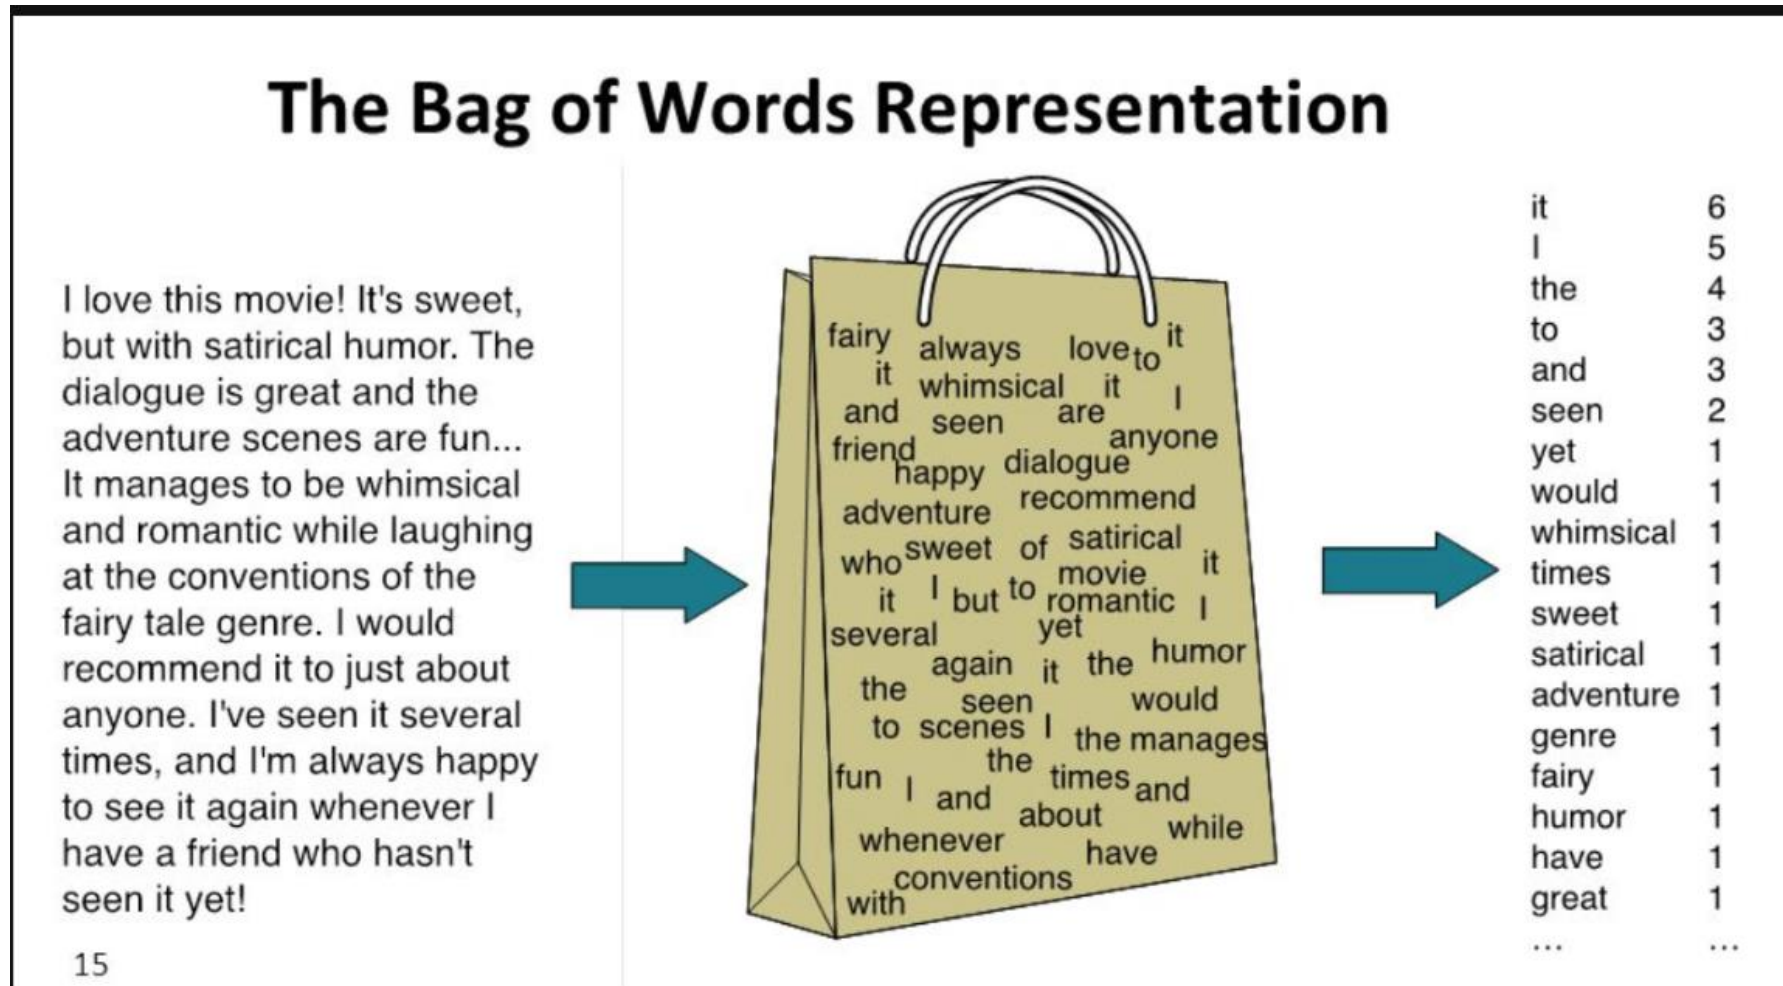 The Bag of Words Representation
I love this movie! It's sweet,
but with satirical humor. The
dialogue is great and the
adventure scenes are fun...
It manages to be whimsical
and romantic while laughing
at the conventions of the
fairy tale genre. I would
recommend it to just about
anyone. I've seen it several
times, and I'm always happy
to see it again whenever I
have a friend who hasn't
seen it yet!
15
fairy always love to it
it whimsical it I
and seen are
friend anyone
happy dialogue
adventure recommend
who sweet of satirical
it I but to movie it
romantic I
several yet
again it the humor
the seen would
to scenes I the manages
the
fun I and times and
about
whenever have while
conventions
with
it 6
I 5
the 4
to 3
and 3
seen 2
yet 1
would 1
whimsical 1
times 1
sweet 1
satirical 1
adventure 1
genre 1
fairy 1
humor 1
have 1
great 1
... ...